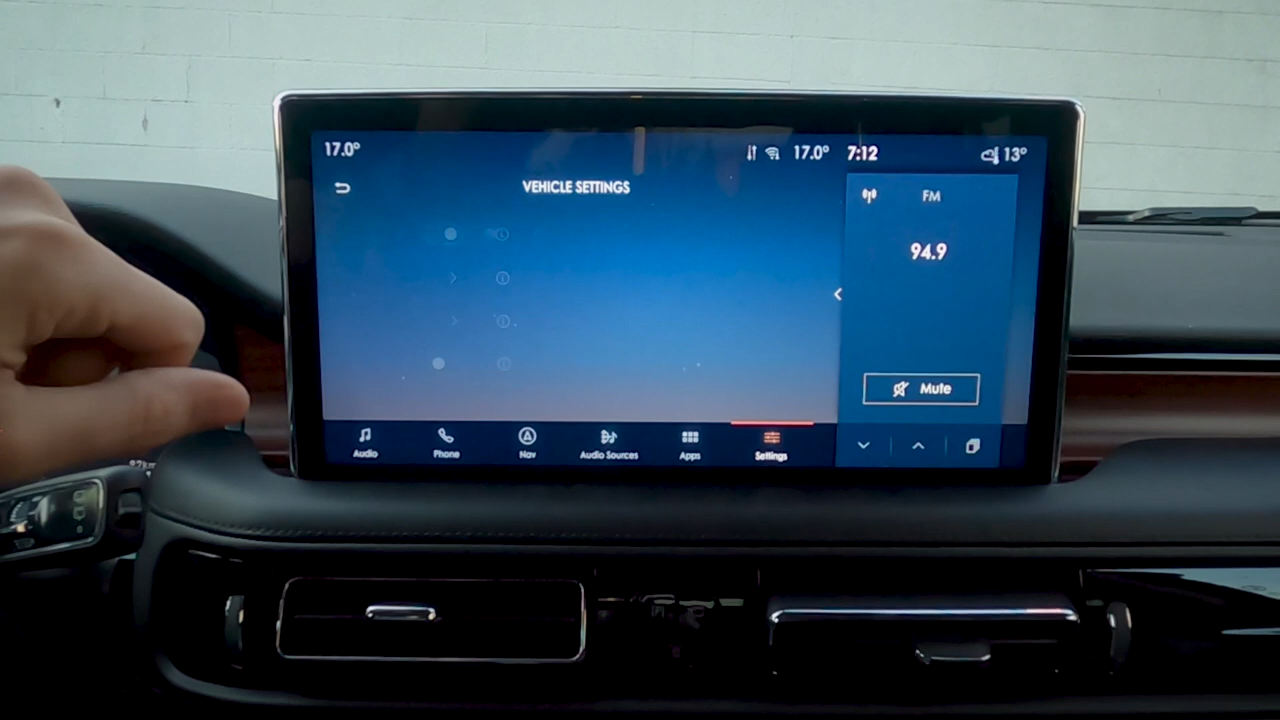 17.0°
17.0°
7:12
13°
VEHICLE SETTINGS
FM
94.9
Mute
Audio
Phone
Nav
Audio Sources
Apps
Settings